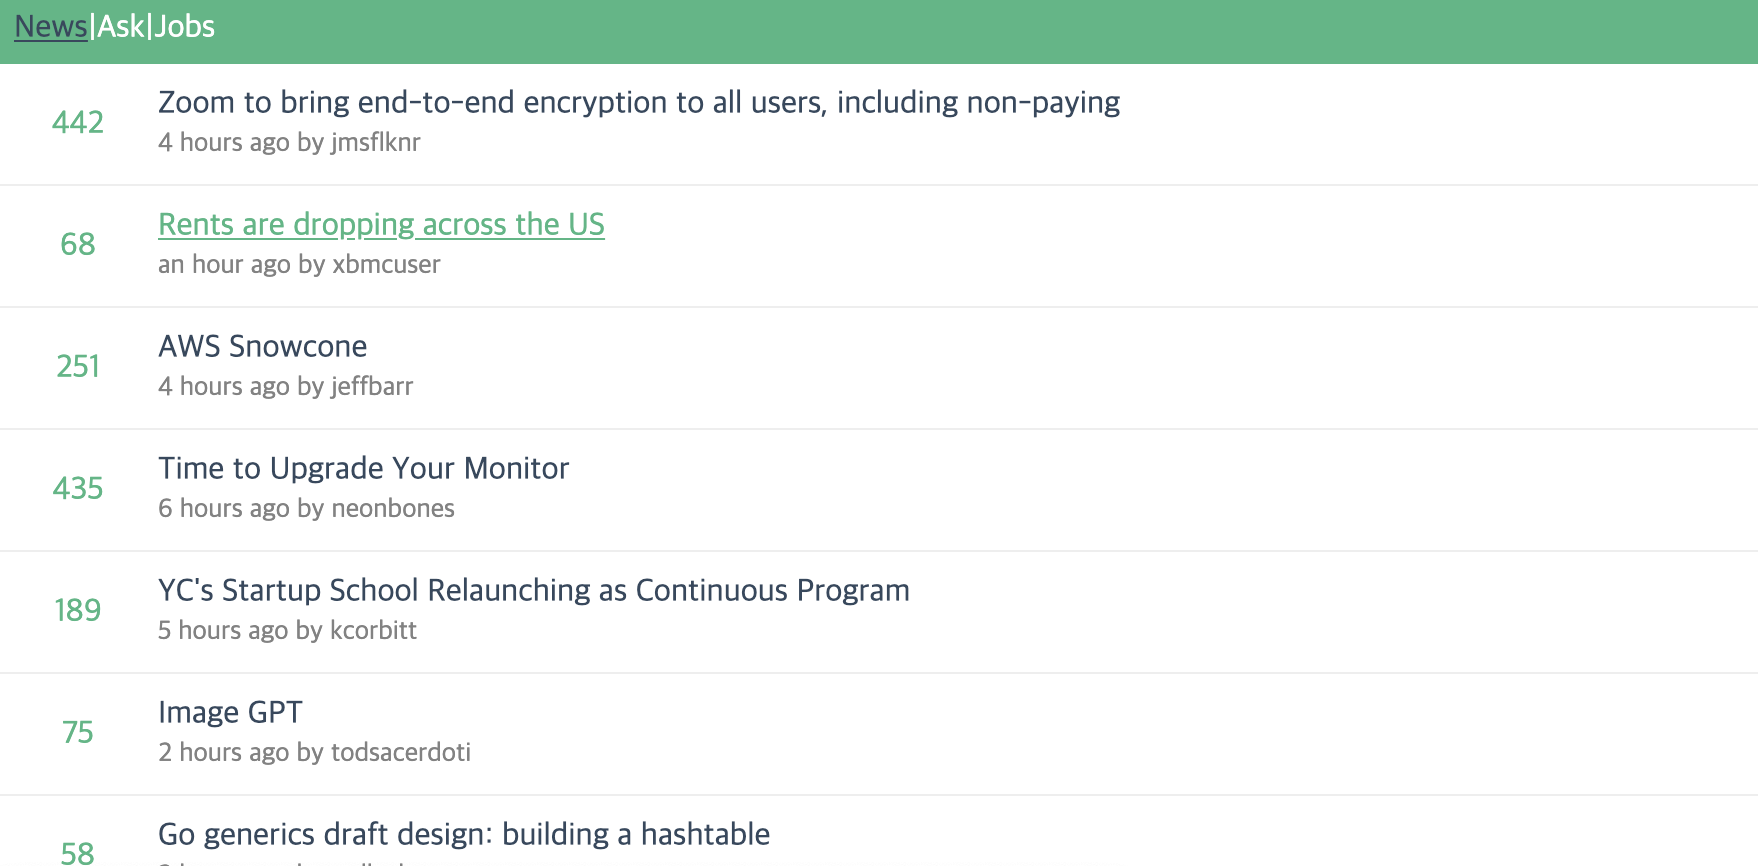 News|Ask|Jobs
442
Zoom to bring end-to-end encryption to all users, including non-paying
4 hours ago by jmsflknr
68
Rents are dropping across the US
an hour ago by xbmcuser
251
AWS Snowcone
4 hours ago by jeffbarr
435
Time to Upgrade Your Monitor
6 hours ago by neonbones
189
YC's Startup School Relaunching as Continuous Program
5 hours ago by kcorbitt
75
Image GPT
2 hours ago by todsacerdoti
58
Go generics draft design: building a hashtable